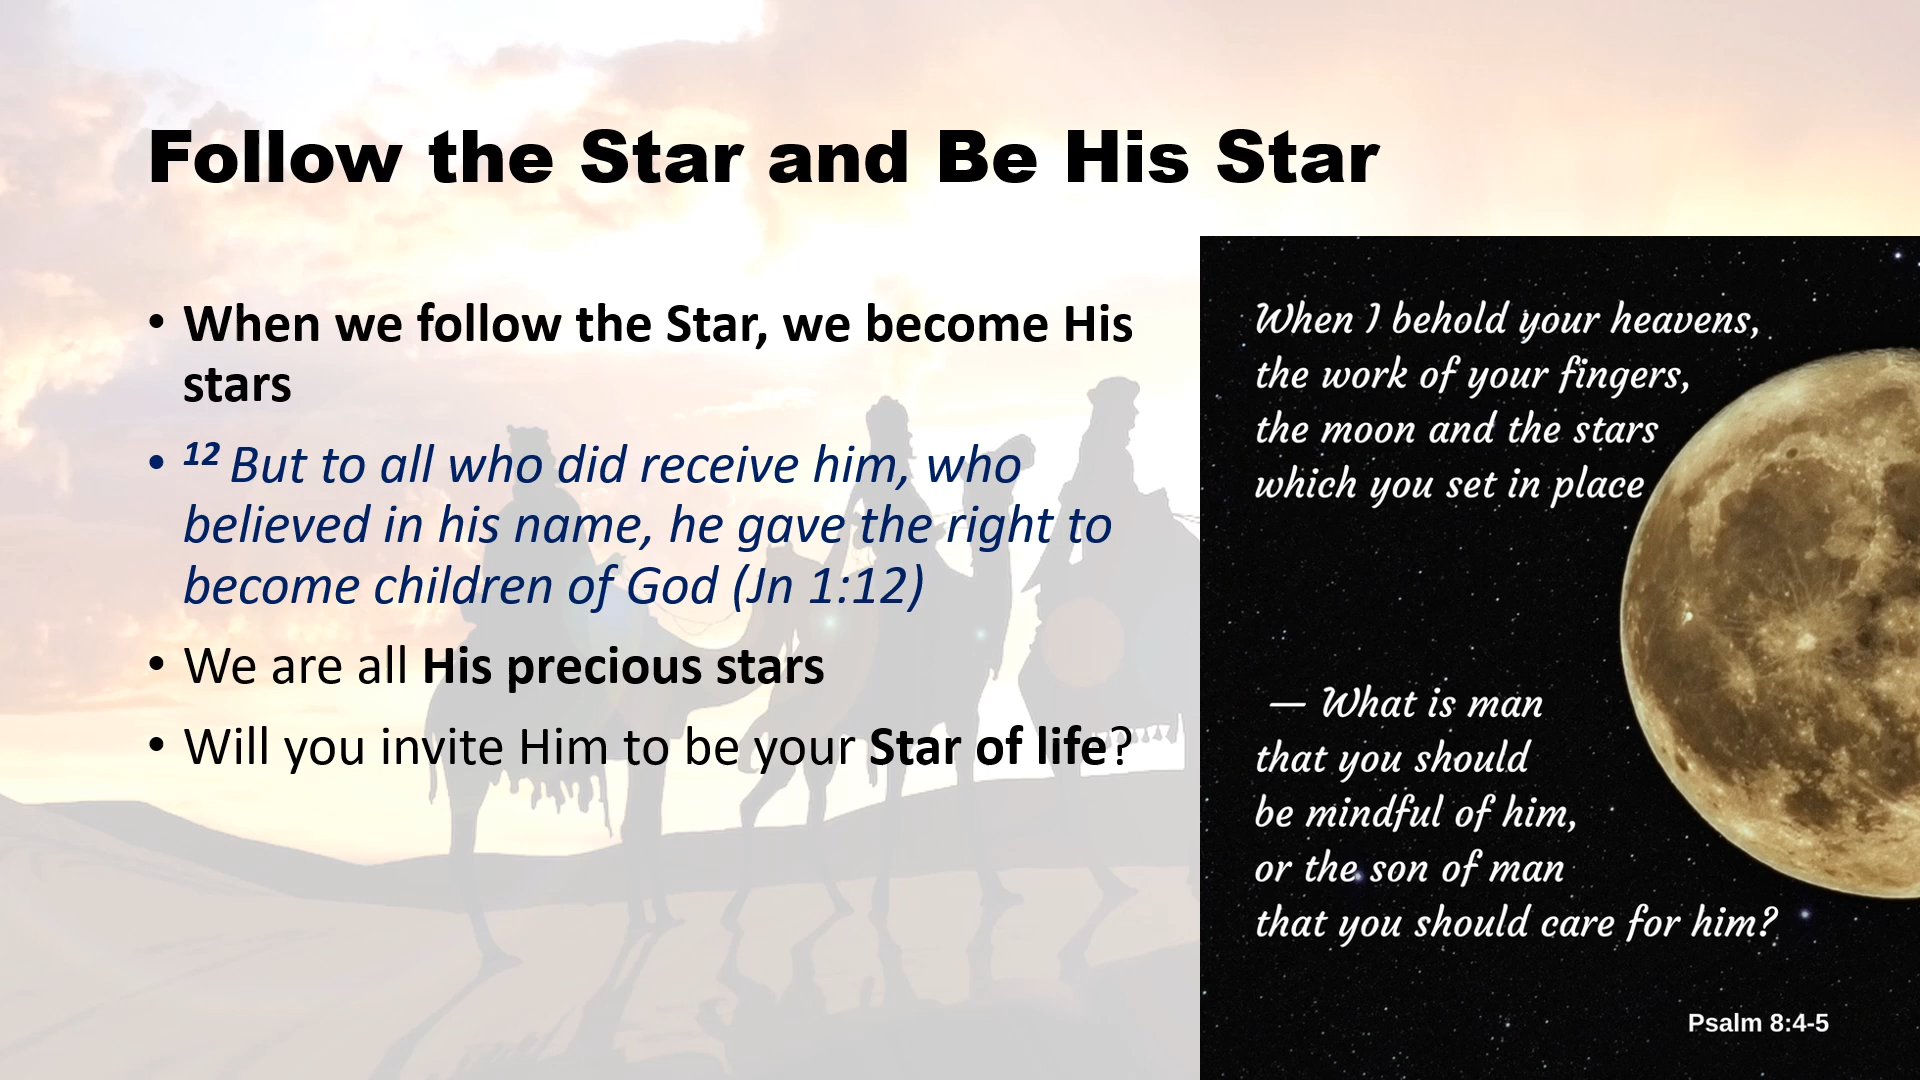 Follow the Star and Be His Star
• When we follow the Star, we become His
stars
• 12 But to all who did receive him, who
believed in his name, he gave the right to
become children of God (Jn 1:12)
• We are all His precious stars
• Will you invite Him to be your Star of life?
When I behold your heavens,
the work of your fingers,
the moon and the stars
which you set in place
— What is man
that you should
be mindful of him,
or the son of man
that you should care for him?
Psalm 8:4-5